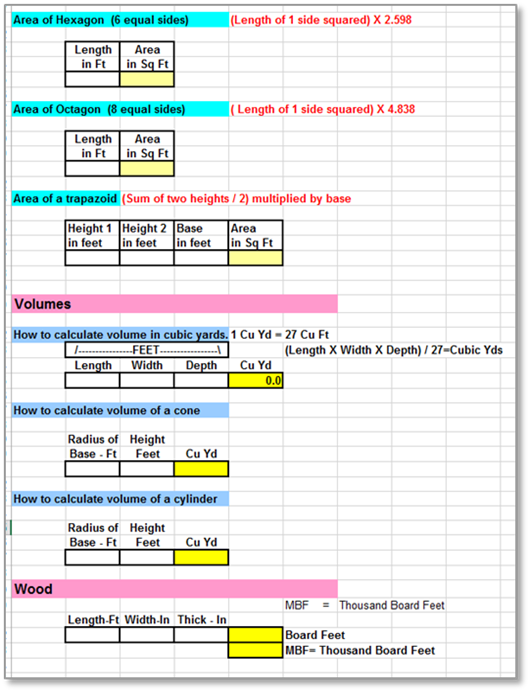 Area of Hexagon (6 equal sides) (Length of 1 side squared) X 2.598
Length Area
in Ft in Sq Ft
Area of Octagon (8 equal sides) ( Length of 1 side squared) X 4.838
Length Area
in Ft in Sq Ft
Area of a trapazoid (Sum of two heights / 2) multiplied by base
Height 1 Height 2 Base Area
in feet in feet in feet in Sq Ft
Volumes
How to calculate volume in cubic yards. 1 Cu Yd = 27 Cu Ft
/----------------FEET-----------------\ (Length X Width X Depth) / 27=Cubic Yds
Length Width Depth Cu Yd
0.0
How to calculate volume of a cone
Radius of Height
Base - Ft Feet Cu Yd
How to calculate volume of a cylinder
Radius of Height
Base - Ft Feet Cu Yd
Wood
MBF = Thousand Board Feet
Length-Ft Width-In Thick - In
Board Feet
MBF= Thousand Board Feet